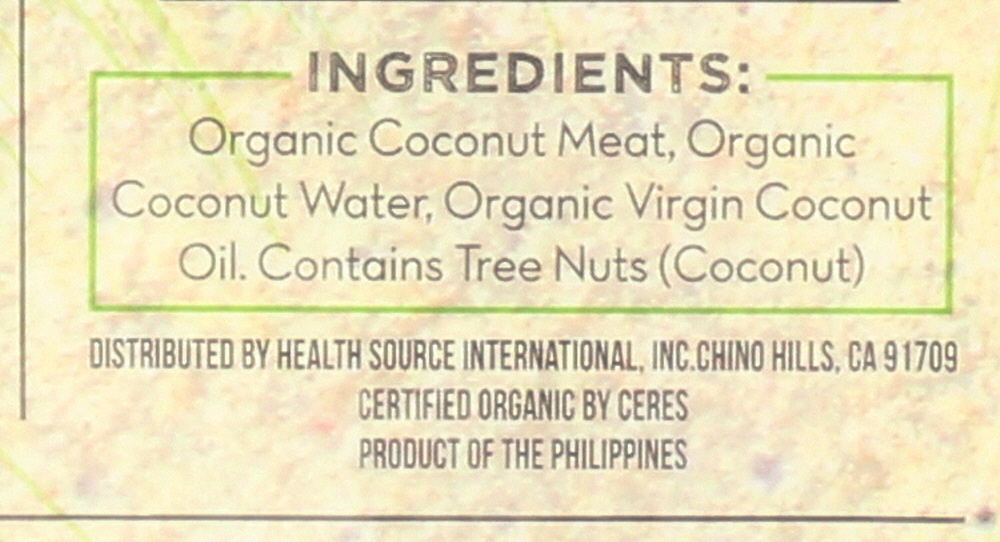 INGREDIENTS:
Organic Coconut Meat, Organic
Coconut Water, Organic Virgin Coconut
Oil. Contains Tree Nuts (Coconut)
DISTRIBUTED BY HEALTH SOURCE INTERNATIONAL, INC.CHINO HILLS, CA 91709
CERTIFIED ORGANIC BY CERES
PRODUCT OF THE PHILIPPINES